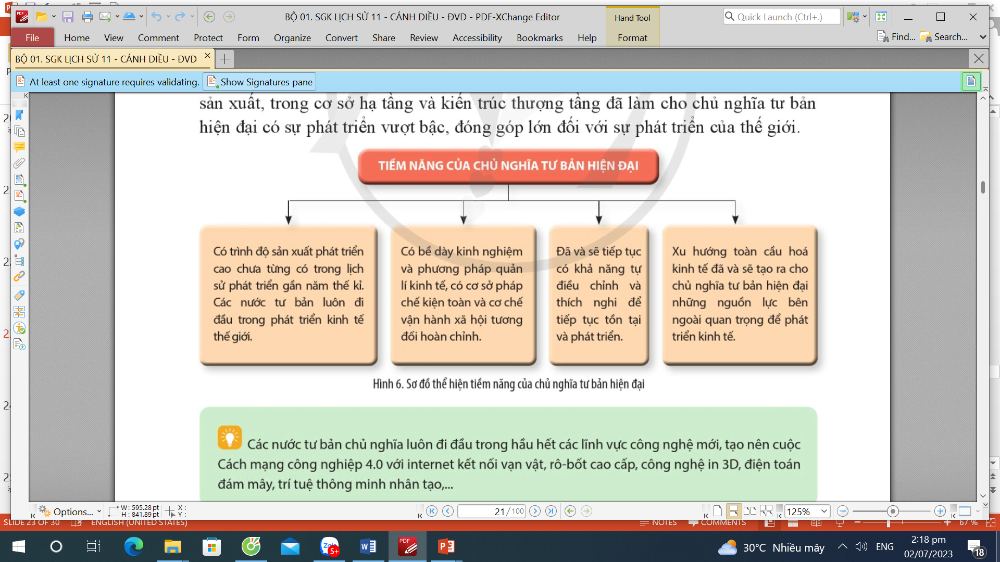 BỘ 01. SGK LỊCH SỬ 11 - CÁNH DIỀU - ĐVD - PDF-XChange Editor
Hand Tool
Quick Launch (Ctrl+.)
File Home View Comment Protect Form Organize Convert Share Review Accessibility Bookmarks Help Format
Find... Search...
BỘ 01. SGK LỊCH SỬ 11 - CÁNH DIỀU - ĐVD
At least one signature requires validating. Show Signatures pane
sản xuất, trong cơ sở hạ tầng và kiến trúc thượng tầng đã làm cho chủ nghĩa tư bản
hiện đại có sự phát triển vượt bậc, đóng góp lớn đối với sự phát triển của thế giới.
TIỀM NĂNG CỦA CHỦ NGHĨA TƯ BẢN HIỆN ĐẠI
Có trình độ sản xuất phát triển
cao chưa từng có trong lịch
sử phát triển gần năm thế kỉ.
Các nước tư bản luôn đi
đầu trong phát triển kinh tế
thế giới.
Có bề dày kinh nghiệm
và phương pháp quản
lí kinh tế, có cơ sở pháp
chế kiện toàn và cơ chế
vận hành xã hội tương
đối hoàn chỉnh.
Đã và sẽ tiếp tục
có khả năng tự
điều chỉnh và
thích nghi để
tiếp tục tồn tại
và phát triển.
Xu hướng toàn cầu hoá
kinh tế đã và sẽ tạo ra cho
chủ nghĩa tư bản hiện đại
những nguồn lực bên
ngoài quan trọng để phát
triển kinh tế.
Hình 6. Sơ đồ thể hiện tiềm năng của chủ nghĩa tư bản hiện đại
Các nước tư bản chủ nghĩa luôn đi đầu trong hầu hết các lĩnh vực công nghệ mới, tạo nên cuộc
Cách mạng công nghiệp 4.0 với internet kết nối vạn vật, rô-bốt cao cấp, công nghệ in 3D, điện toán
đám mây, trí tuệ thông minh nhân tạo,...
Options...
W: 595.28 pt
H: 841.89 pt
X:
Y:
21 / 100
125%
SLIDE 23 OF 30 ENGLISH (UNITED STATES) NOTES COMMENTS 67 %
PDF
Zalo
5+
30°C Nhiều mây
ENG
2:18 pm
02/07/2023
18